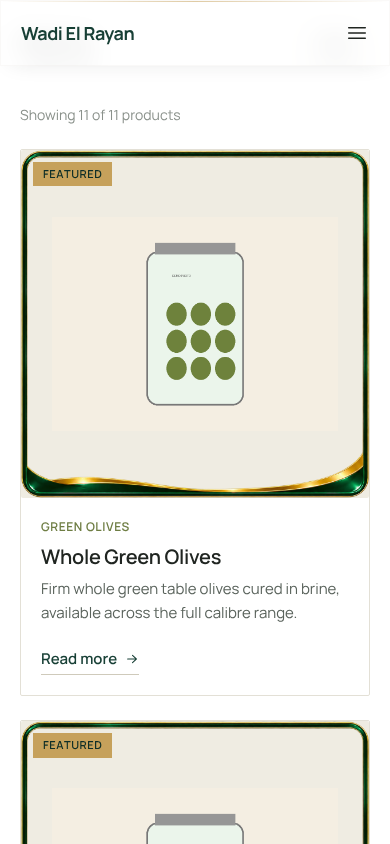 Wadi El Rayan
Showing 11 of 11 products
FEATURED
GREEN OLIVES
Whole Green Olives
Firm whole green table olives cured in brine,
available across the full calibre range.
Read more →
FEATURED